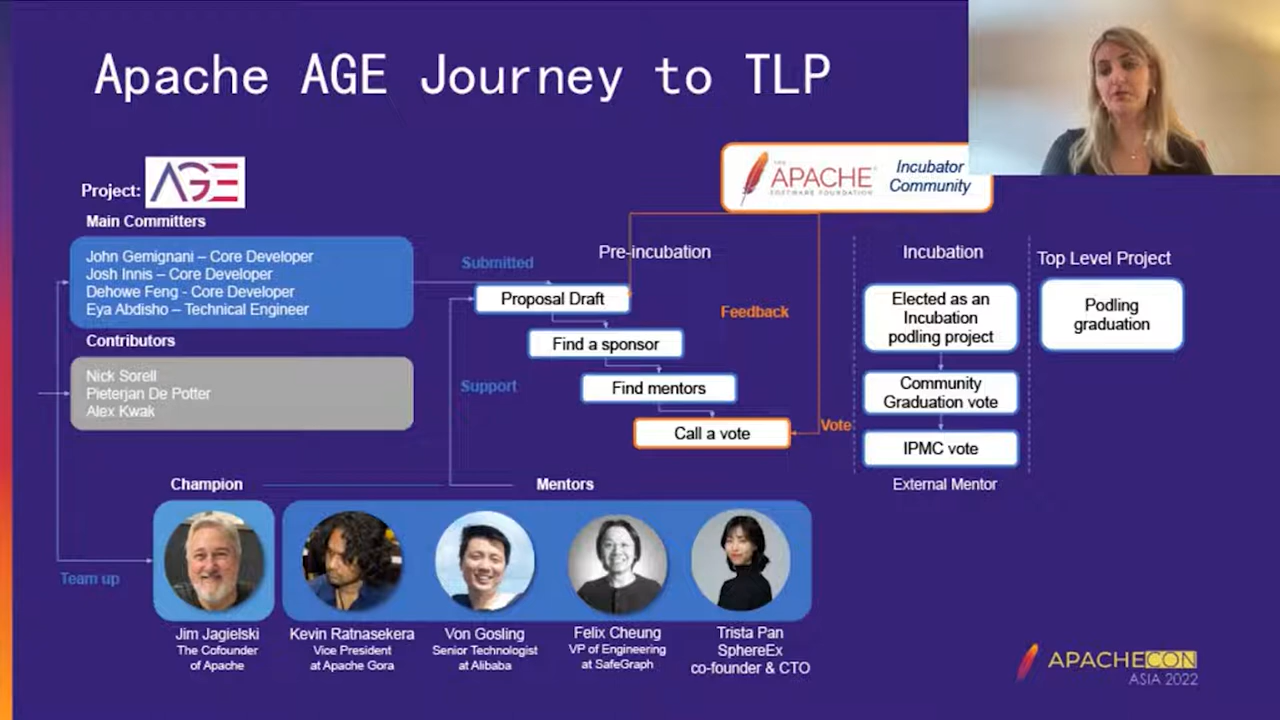 Apache AGE Journey to TLP
Project:
AGE
Main Committers
John Gemignani – Core Developer
Josh Innis – Core Developer
Dehowe Feng - Core Developer
Eya Abdisho – Technical Engineer
Contributors
Nick Sorell
Pieterjan De Potter
Alex Kwak
THE
APACHE
SOFTWARE FOUNDATION
Incubator
Community
Submitted
Pre-incubation
Proposal Draft
Find a sponsor
Feedback
Find mentors
Support
Call a vote
Vote
Incubation
Elected as an
Incubation
podling project
Community
Graduation vote
IPMC vote
External Mentor
Top Level Project
Podling
graduation
Team up
Champion
Mentors
Jim Jagielski
The Cofounder
of Apache
Kevin Ratnasekera
Vice President
at Apache Gora
Von Gosling
Senior Technologist
at Alibaba
Felix Cheung
VP of Engineering
at SafeGraph
Trista Pan
SphereEx
co-founder & CTO
APACHECON
ASIA 2022